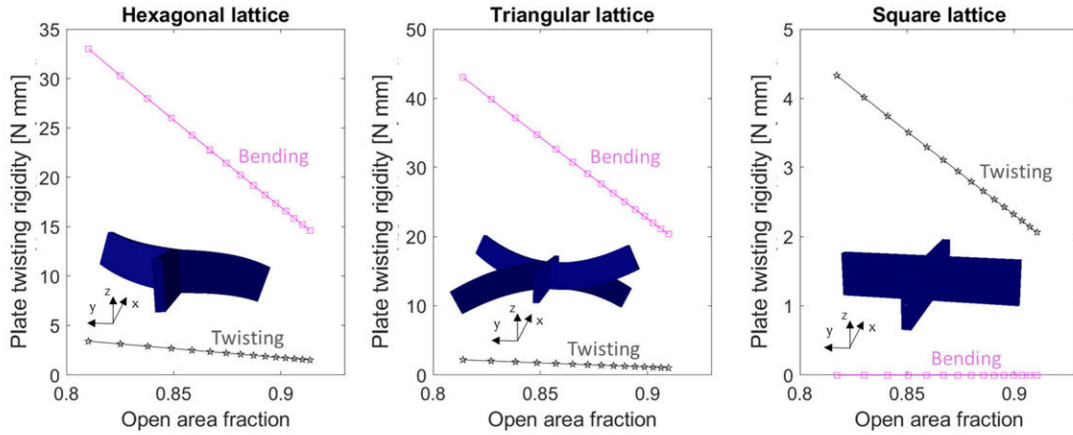 Hexagonal lattice
Plate twisting rigidity [N mm]
35
30
25
20
15
10
5
0
Bending
Twisting
z
y
x
0.8
0.85
0.9
Open area fraction
Triangular lattice
Plate twisting rigidity [N mm]
50
40
30
20
10
0
Bending
Twisting
z
y
x
0.8
0.85
0.9
Open area fraction
Square lattice
Plate twisting rigidity [N mm]
5
4
3
2
1
0
Twisting
Bending
z
y
x
0.8
0.85
0.9
Open area fraction